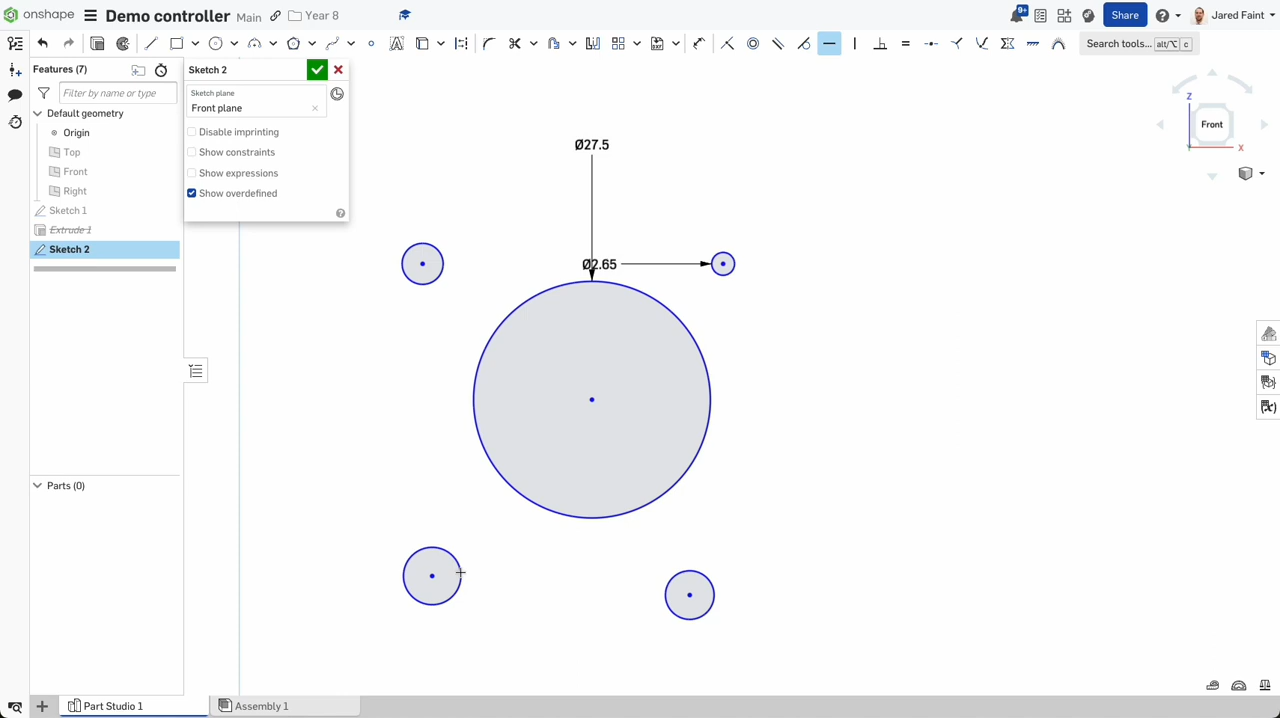 onshape
Demo controller Main Year 8
9+
Share
Jared Faint
Search tools... alt/⌥ c
Features (7)
Filter by name or type
Default geometry
Origin
Top
Front
Right
Sketch 1
Extrude 1
Sketch 2
Parts (0)
Sketch 2
Sketch plane
Front plane
Disable imprinting
Show constraints
Show expressions
Show overdefined
Ø27.5
Ø2.65
Z
Front
X
Part Studio 1
Assembly 1